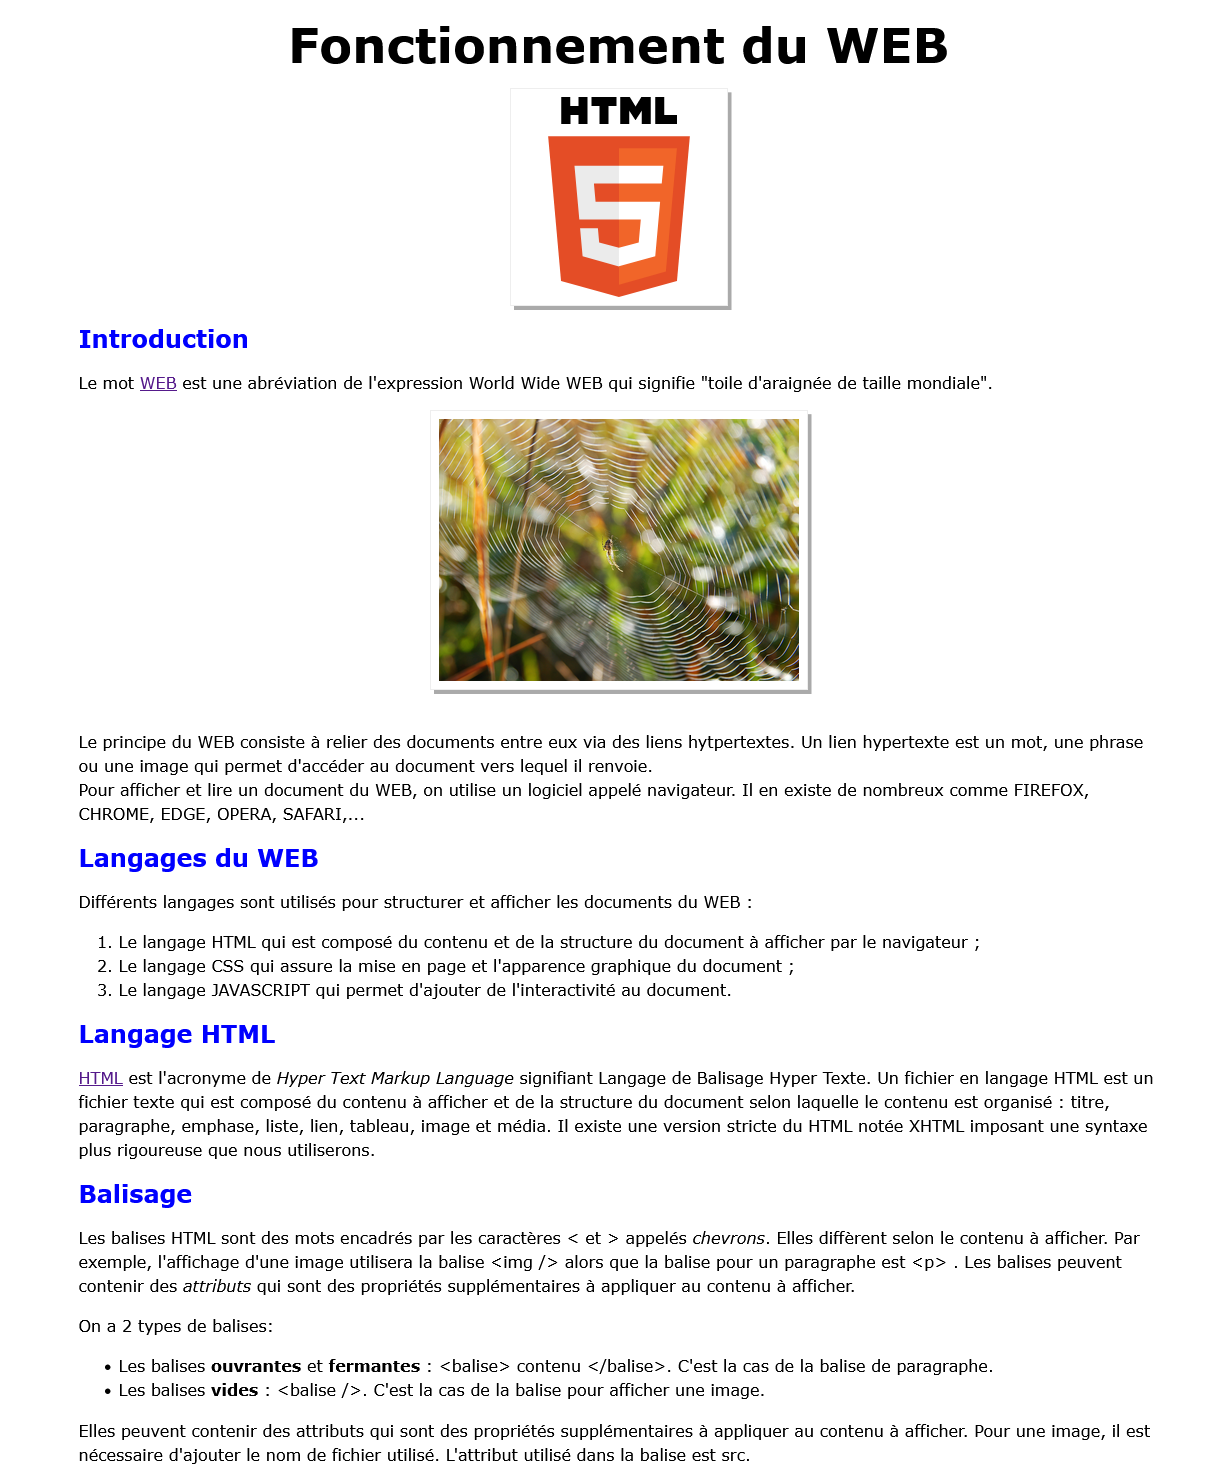 Fonctionnement du WEB
HTML
5
Introduction
Le mot WEB est une abréviation de l'expression World Wide WEB qui signifie "toile d'araignée de taille mondiale".
Le principe du WEB consiste à relier des documents entre eux via des liens hytpertextes. Un lien hypertexte est un mot, une phrase
ou une image qui permet d'accéder au document vers lequel il renvoie.
Pour afficher et lire un document du WEB, on utilise un logiciel appelé navigateur. Il en existe de nombreux comme FIREFOX,
CHROME, EDGE, OPERA, SAFARI,...
Langages du WEB
Différents langages sont utilisés pour structurer et afficher les documents du WEB :
1. Le langage HTML qui est composé du contenu et de la structure du document à afficher par le navigateur ;
2. Le langage CSS qui assure la mise en page et l'apparence graphique du document ;
3. Le langage JAVASCRIPT qui permet d'ajouter de l'interactivité au document.
Langage HTML
HTML est l'acronyme de Hyper Text Markup Language signifiant Langage de Balisage Hyper Texte. Un fichier en langage HTML est un
fichier texte qui est composé du contenu à afficher et de la structure du document selon laquelle le contenu est organisé : titre,
paragraphe, emphase, liste, lien, tableau, image et média. Il existe une version stricte du HTML notée XHTML imposant une syntaxe
plus rigoureuse que nous utiliserons.
Balisage
Les balises HTML sont des mots encadrés par les caractères < et > appelés chevrons. Elles diffèrent selon le contenu à afficher. Par
exemple, l'affichage d'une image utilisera la balise <img /> alors que la balise pour un paragraphe est <p> . Les balises peuvent
contenir des attributs qui sont des propriétés supplémentaires à appliquer au contenu à afficher.
On a 2 types de balises:
• Les balises ouvrantes et fermantes : <balise> contenu </balise>. C'est la cas de la balise de paragraphe.
• Les balises vides : <balise />. C'est la cas de la balise pour afficher une image.
Elles peuvent contenir des attributs qui sont des propriétés supplémentaires à appliquer au contenu à afficher. Pour une image, il est
nécessaire d'ajouter le nom de fichier utilisé. L'attribut utilisé dans la balise est src.